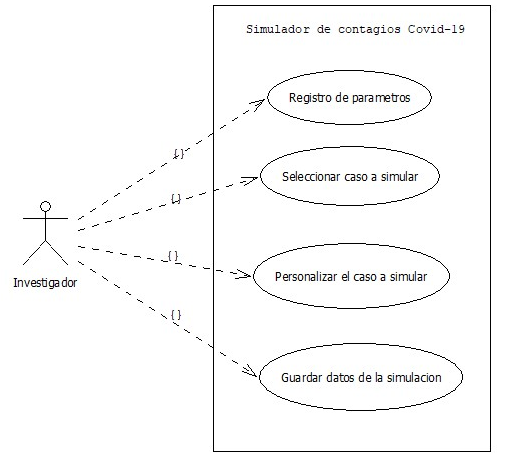 Simulador de contagios Covid-19
Registro de parametros
{ }
Seleccionar caso a simular
{ }
Investigador
{ }
Personalizar el caso a simular
{ }
Guardar datos de la simulacion